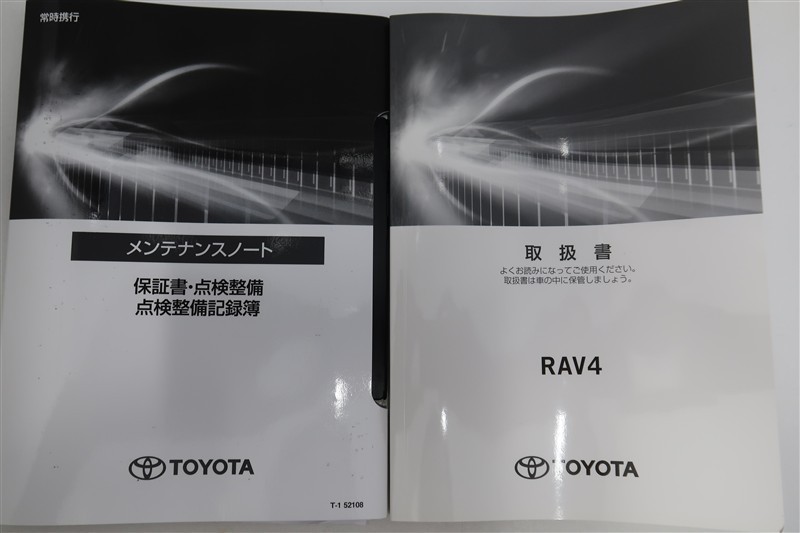 常時携行
メンテナンスノート
保証書・点検整備
点検整備記録簿
TOYOTA
T-1 52108
取扱書
よくお読みになってご使用ください。
取扱書は車の中に保管しましょう。
RAV4
TOYOTA